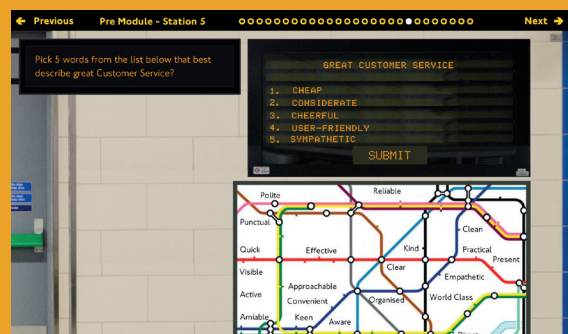 Previous
Pre Module - Station 5
Next
Pick 5 words from the list below that best
describe great Customer Service?
GREAT CUSTOMER SERVICE
1. CHEAP
2. CONSIDERATE
3. CHEERFUL
4. USER-FRIENDLY
5. SYMPATHETIC
SUBMIT
Polite
Reliable
Punctual
Clean
Quick
Effective
Kind
Practical
Present
Visible
Clear
Empathetic
Active
Approachable
Convenient
Organised
World Class
Amiable
Keen
Aware